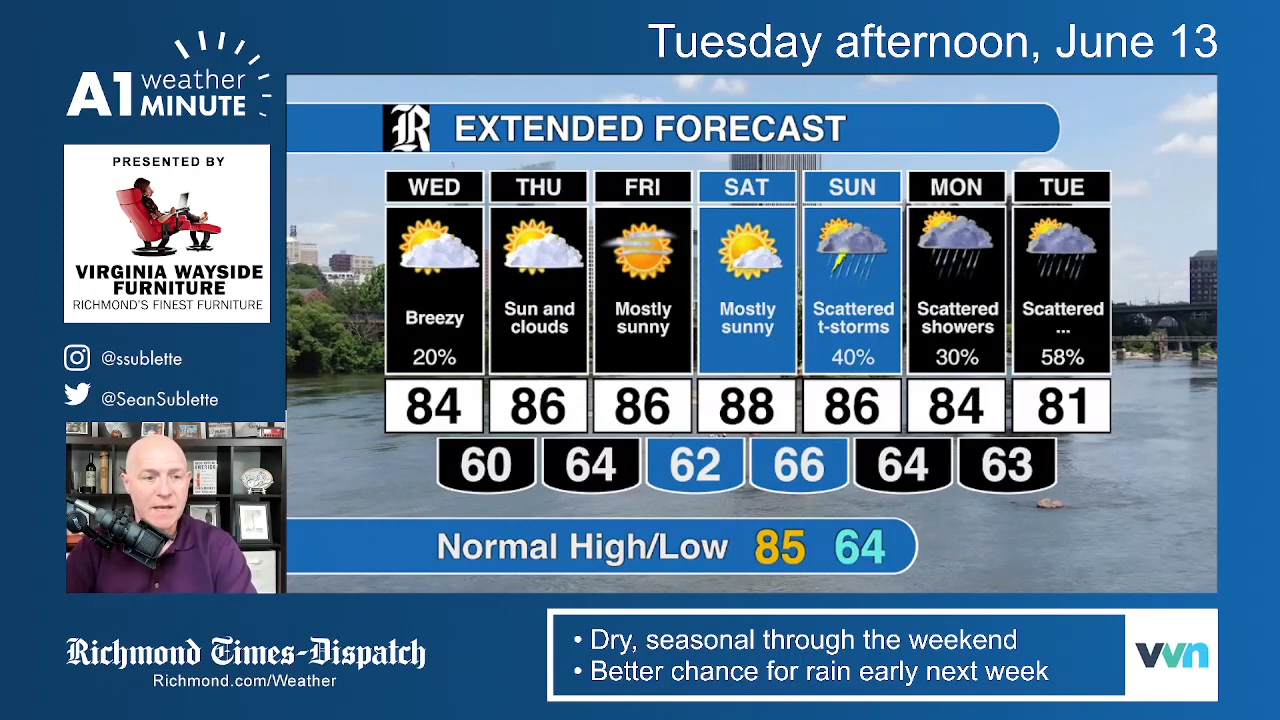 Tuesday afternoon, June 13
A1 weather
MINUTE
PRESENTED BY
VIRGINIA WAYSIDE
FURNITURE
RICHMOND'S FINEST FURNITURE
@ssublette
@SeanSublette
R EXTENDED FORECAST
WED THU FRI SAT SUN MON TUE
Breezy
20%
Sun and
clouds
Mostly
sunny
Mostly
sunny
Scattered
t-storms
40%
Scattered
showers
30%
Scattered
...
58%
84 86 86 88 86 84 81
60 64 62 66 64 63
Normal High/Low 85 64
Richmond Times-Dispatch
Richmond.com/Weather
• Dry, seasonal through the weekend
• Better chance for rain early next week
vvn